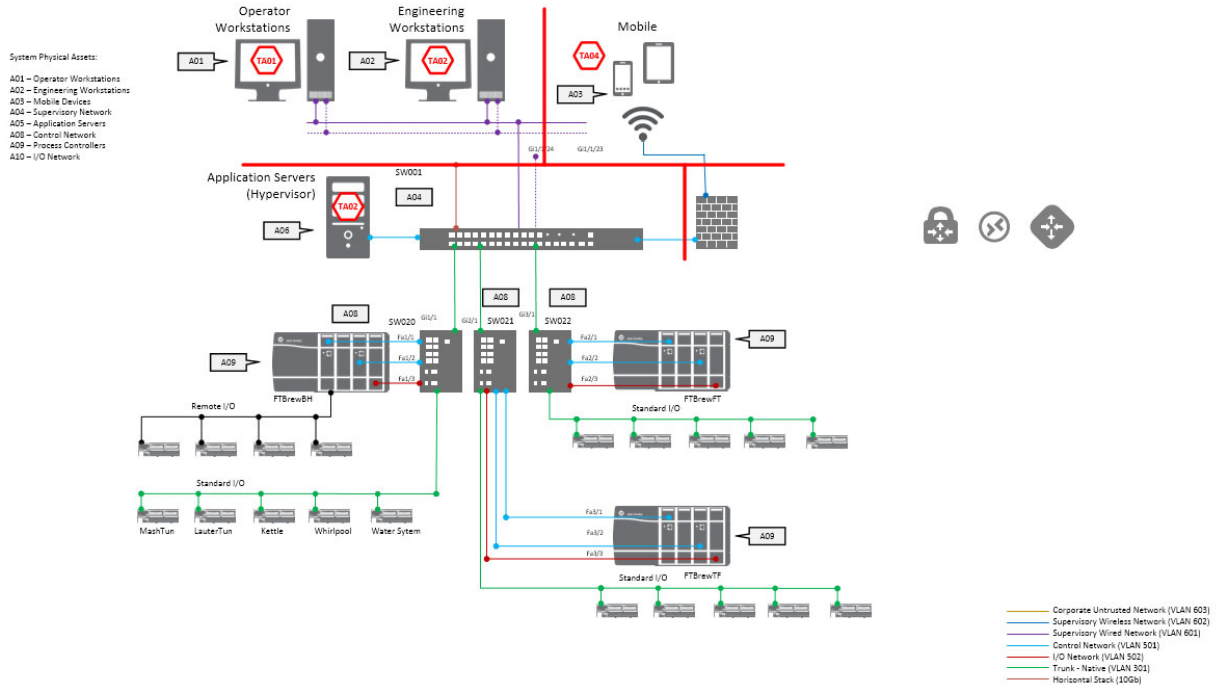 Operator
Workstations
Engineering
Workstations
Mobile
System Physical Assets:
A01 – Operator Workstations
A02 – Engineering Workstations
A03 – Mobile Devices
A04 – Supervisory Network
A05 – Application Servers
A08 – Control Network
A09 – Process Controllers
A10 – I/O Network
A01
TA01
A02
TA02
TA04
A03
Gi1/1/24
Gi1/1/23
Application Servers
(Hypervisor)
SW001
TA02
A04
A06
A08
A08
A08
SW020
Gi1/1
Gi2/1
SW021
Gi3/1
SW022
Fa1/1
Fa1/2
Fa1/3
Fa2/1
Fa2/2
Fa2/3
A09
A09
FTBrewBH
FTBrewFT
Remote I/O
Standard I/O
Standard I/O
MashTun
LauterTun
Kettle
Whirlpool
Water Sytem
Fa3/1
Fa3/2
Fa3/3
A09
FTBrewTF
Standard I/O
Corporate Untrusted Network (VLAN 603)
Supervisory Wireless Network (VLAN 602)
Supervisory Wired Network (VLAN 601)
Control Network (VLAN 501)
I/O Network (VLAN 502)
Trunk - Native (VLAN 301)
Horizontal Stack (10Gb)